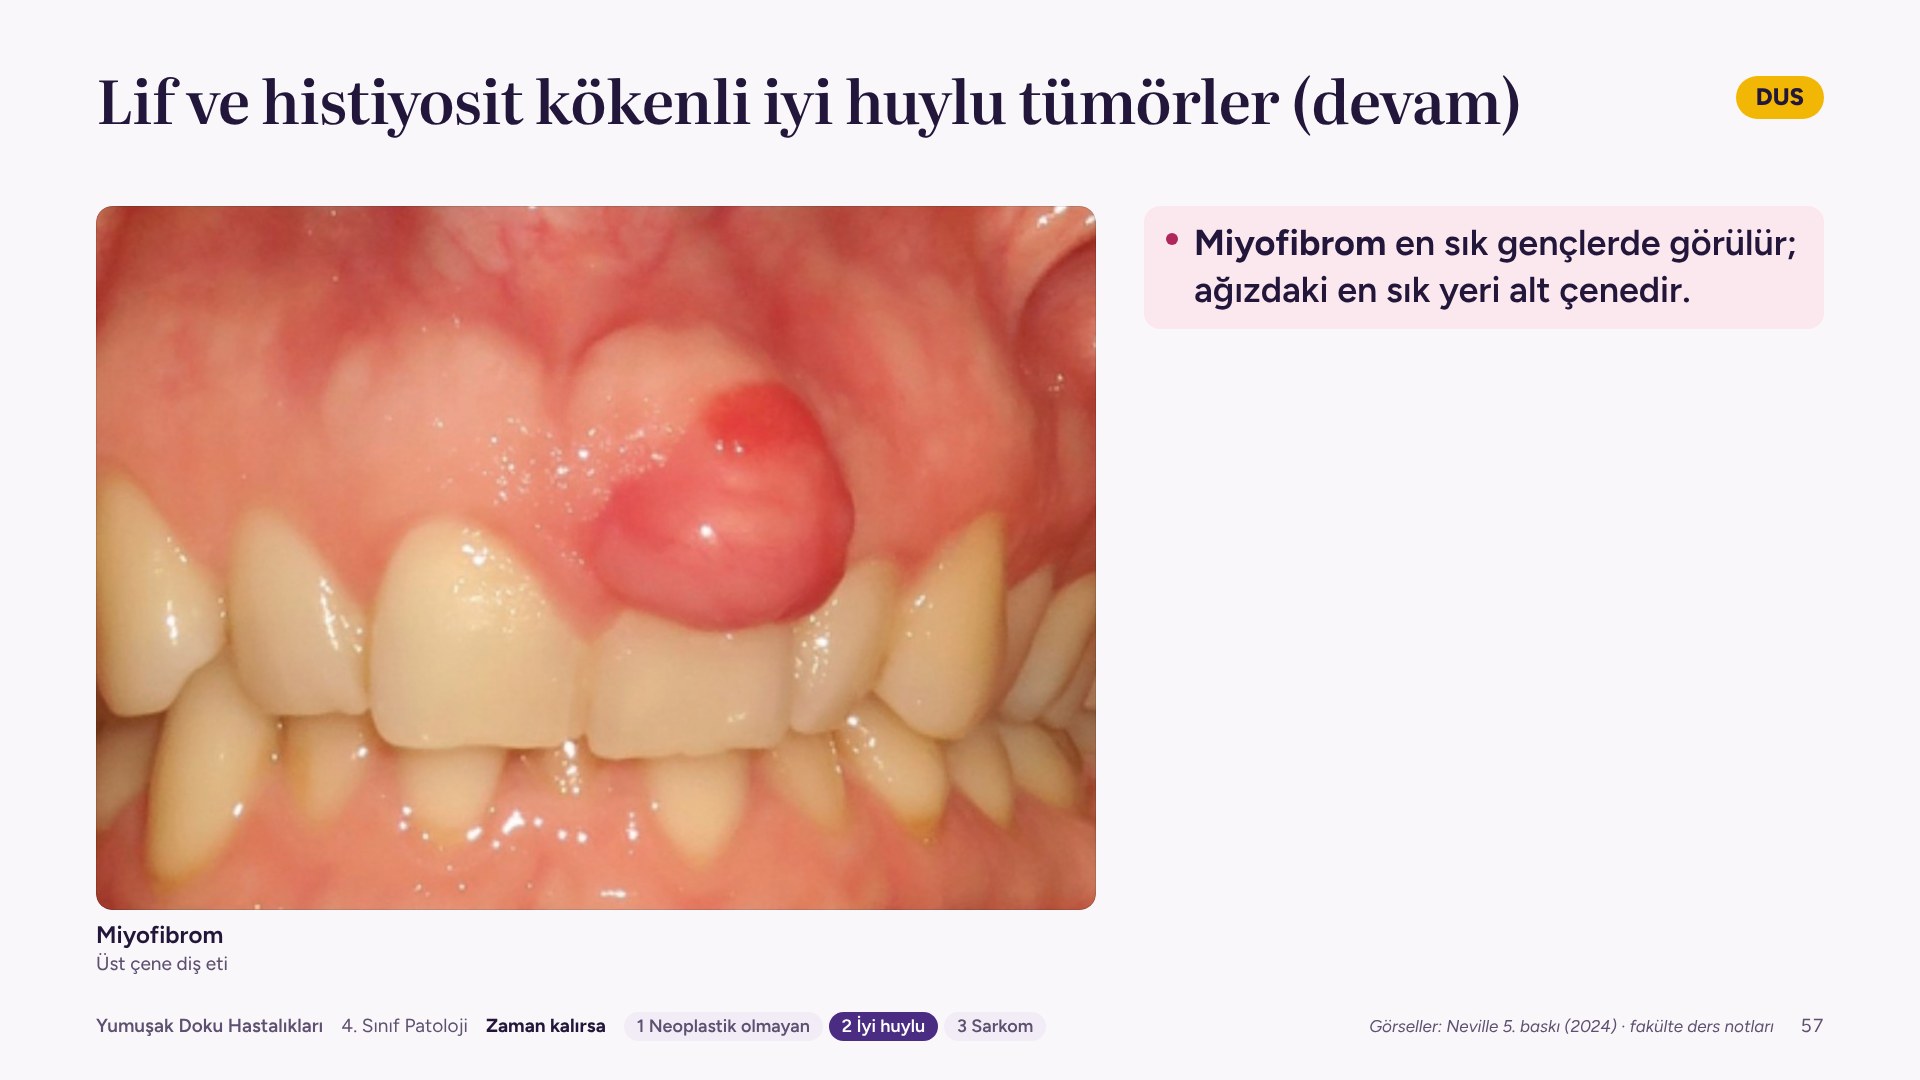 Lif ve histiyosit kökenli iyi huylu tümörler (devam)
DUS
Miyofibrom en sık gençlerde görülür;
ağızdaki en sık yeri alt çenedir.
Miyofibrom
Üst çene diş eti
Yumuşak Doku Hastalıkları 4. Sınıf Patoloji Zaman kalırsa 1 Neoplastik olmayan 2 İyi huylu 3 Sarkom
Görseller: Neville 5. baskı (2024) · fakülte ders notları 57